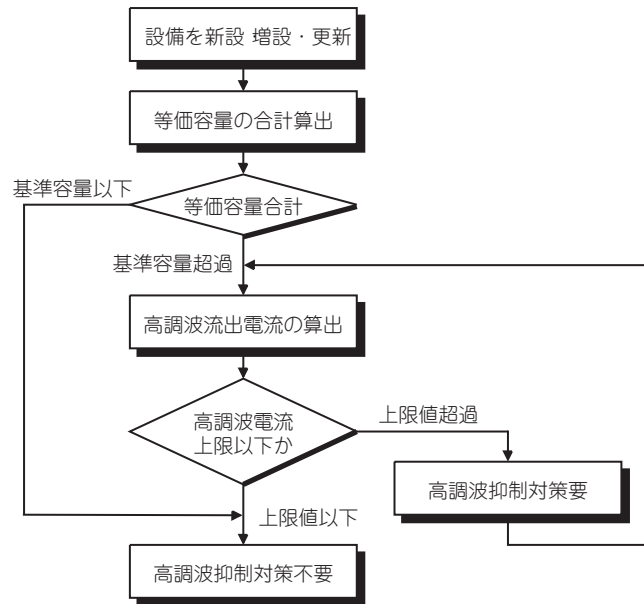 設備を新設 増設・更新
等価容量の合計算出
基準容量以下
等価容量合計
基準容量超過
高調波流出電流の算出
高調波電流
上限以下か
上限値超過
高調波抑制対策要
上限値以下
高調波抑制対策不要